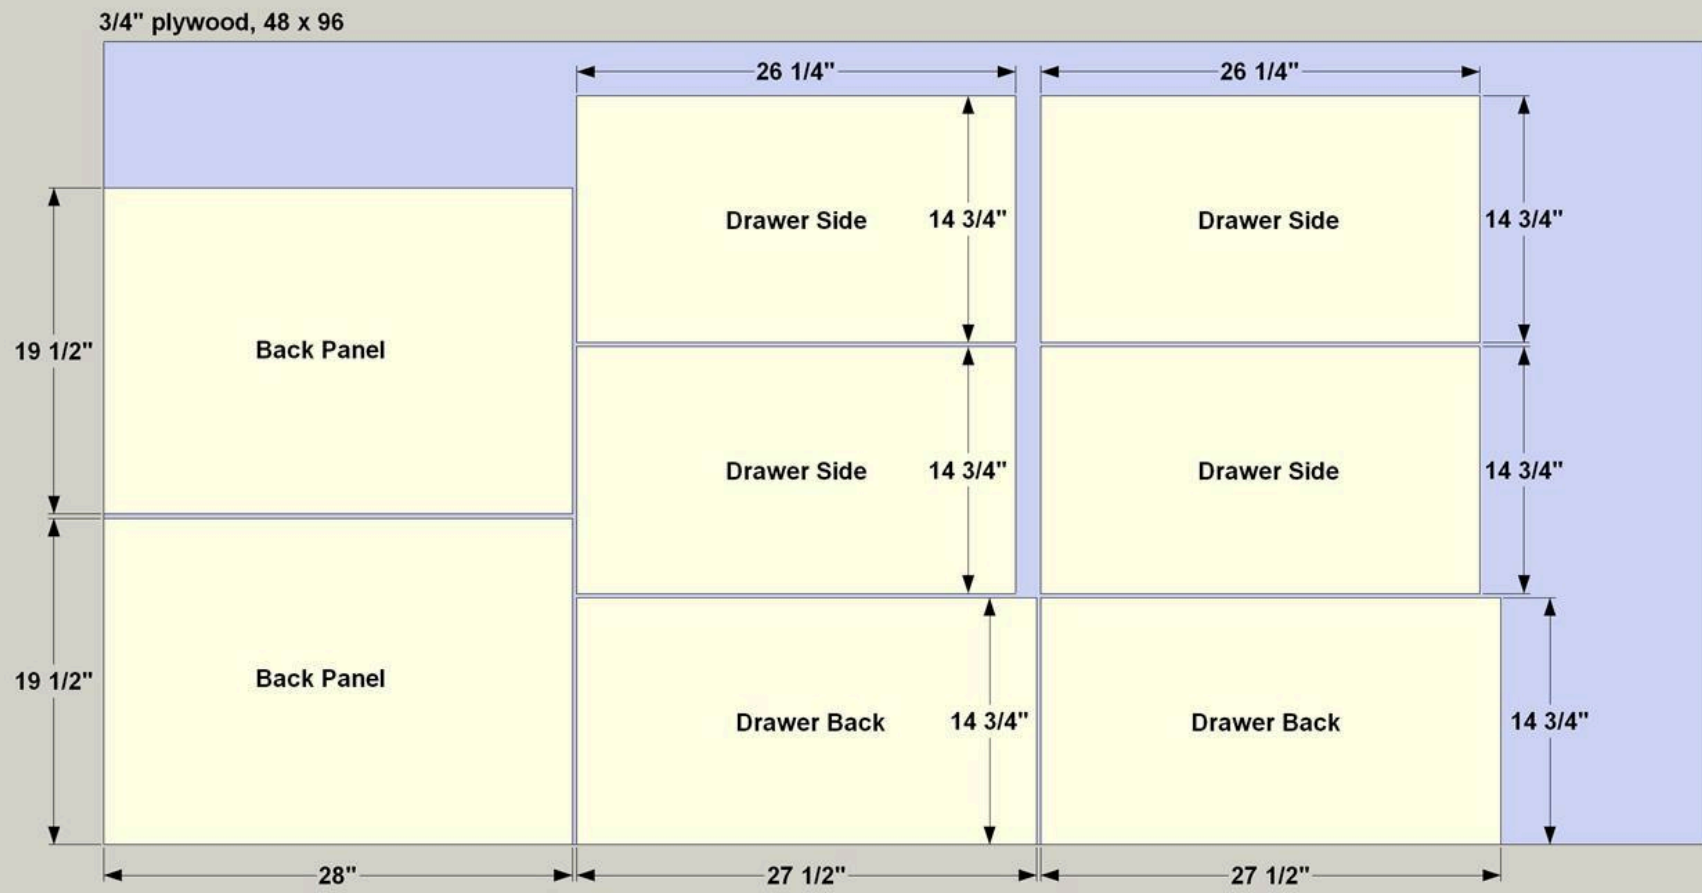 3/4" plywood, 48 x 96
26 1/4"
26 1/4"
Drawer Side
14 3/4"
Drawer Side
14 3/4"
19 1/2"
Back Panel
Drawer Side
14 3/4"
Drawer Side
14 3/4"
19 1/2"
Back Panel
Drawer Back
14 3/4"
Drawer Back
14 3/4"
28"
27 1/2"
27 1/2"